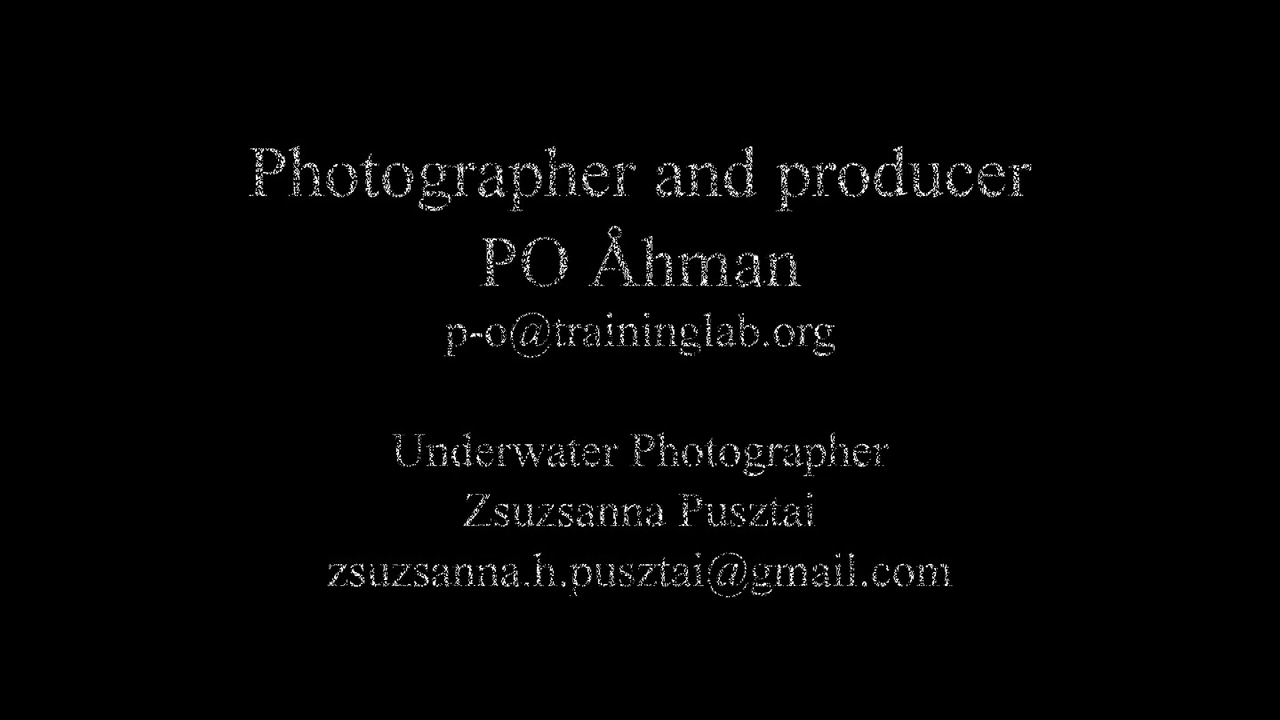 Photographer and producer
PO Åhman
p-o@traininglab.org
Underwater Photographer
Zsuzsanna Pusztai
zsuzsanna.h.pusztai@gmail.com